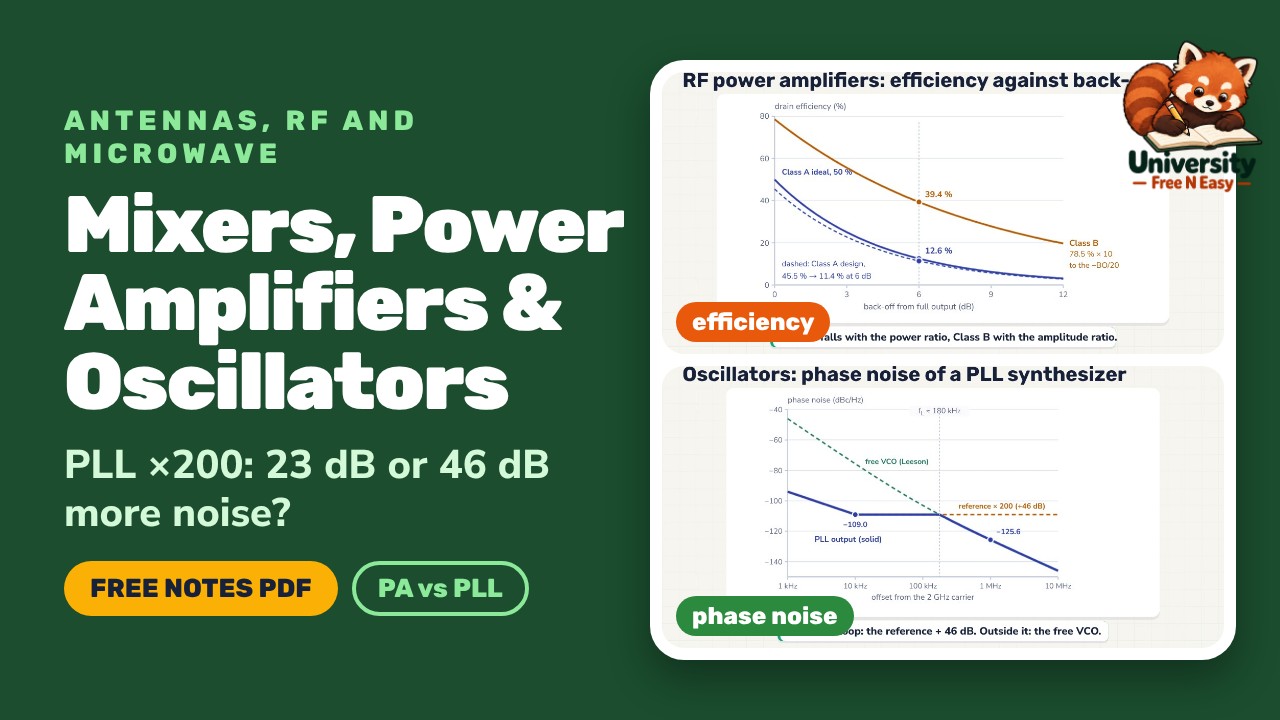 ANTENNAS, RF AND
MICROWAVE
Mixers, Power
Amplifiers &
Oscillators
PLL ×200: 23 dB or 46 dB
more noise?
FREE NOTES PDF
PA vs PLL
RF power amplifiers: efficiency against back-
University
Free N Easy
drain efficiency (%)
80
60
40
20
0
Class A ideal, 50 %
39.4 %
12.6 %
Class B
78.5 % × 10
to the −BO/20
dashed: Class A design,
45.5 % → 11.4 % at 6 dB
0
3
6
9
12
back-off from full output (dB)
efficiency
falls with the power ratio, Class B with the amplitude ratio.
Oscillators: phase noise of a PLL synthesizer
phase noise (dBc/Hz)
−40
−60
−80
−100
−120
−140
fL ≈ 180 kHz
free VCO (Leeson)
reference × 200 (+46 dB)
−109.0
−125.6
PLL output (solid)
1 kHz
10 kHz
100 kHz
1 MHz
10 MHz
offset from the 2 GHz carrier
phase noise
oop: the reference + 46 dB. Outside it: the free VCO.